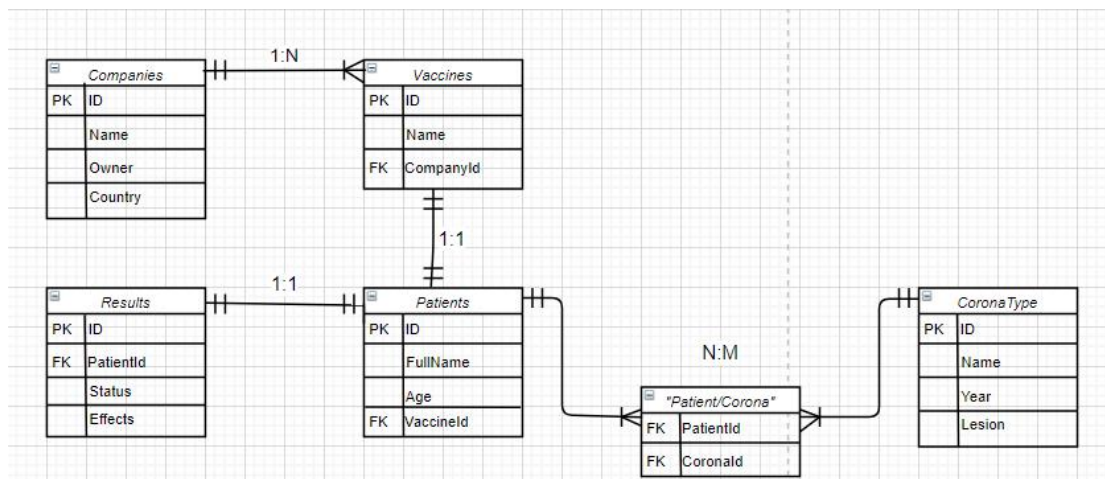 1:N
Companies
PK ID
Name
Owner
Country
Vaccines
PK ID
Name
FK CompanyId
1:1
1:1
Results
PK ID
FK PatientId
Status
Effects
Patients
PK ID
FullName
Age
FK VaccineId
N:M
"Patient/Corona"
FK PatientId
FK CoronaId
CoronaType
PK ID
Name
Year
Lesion